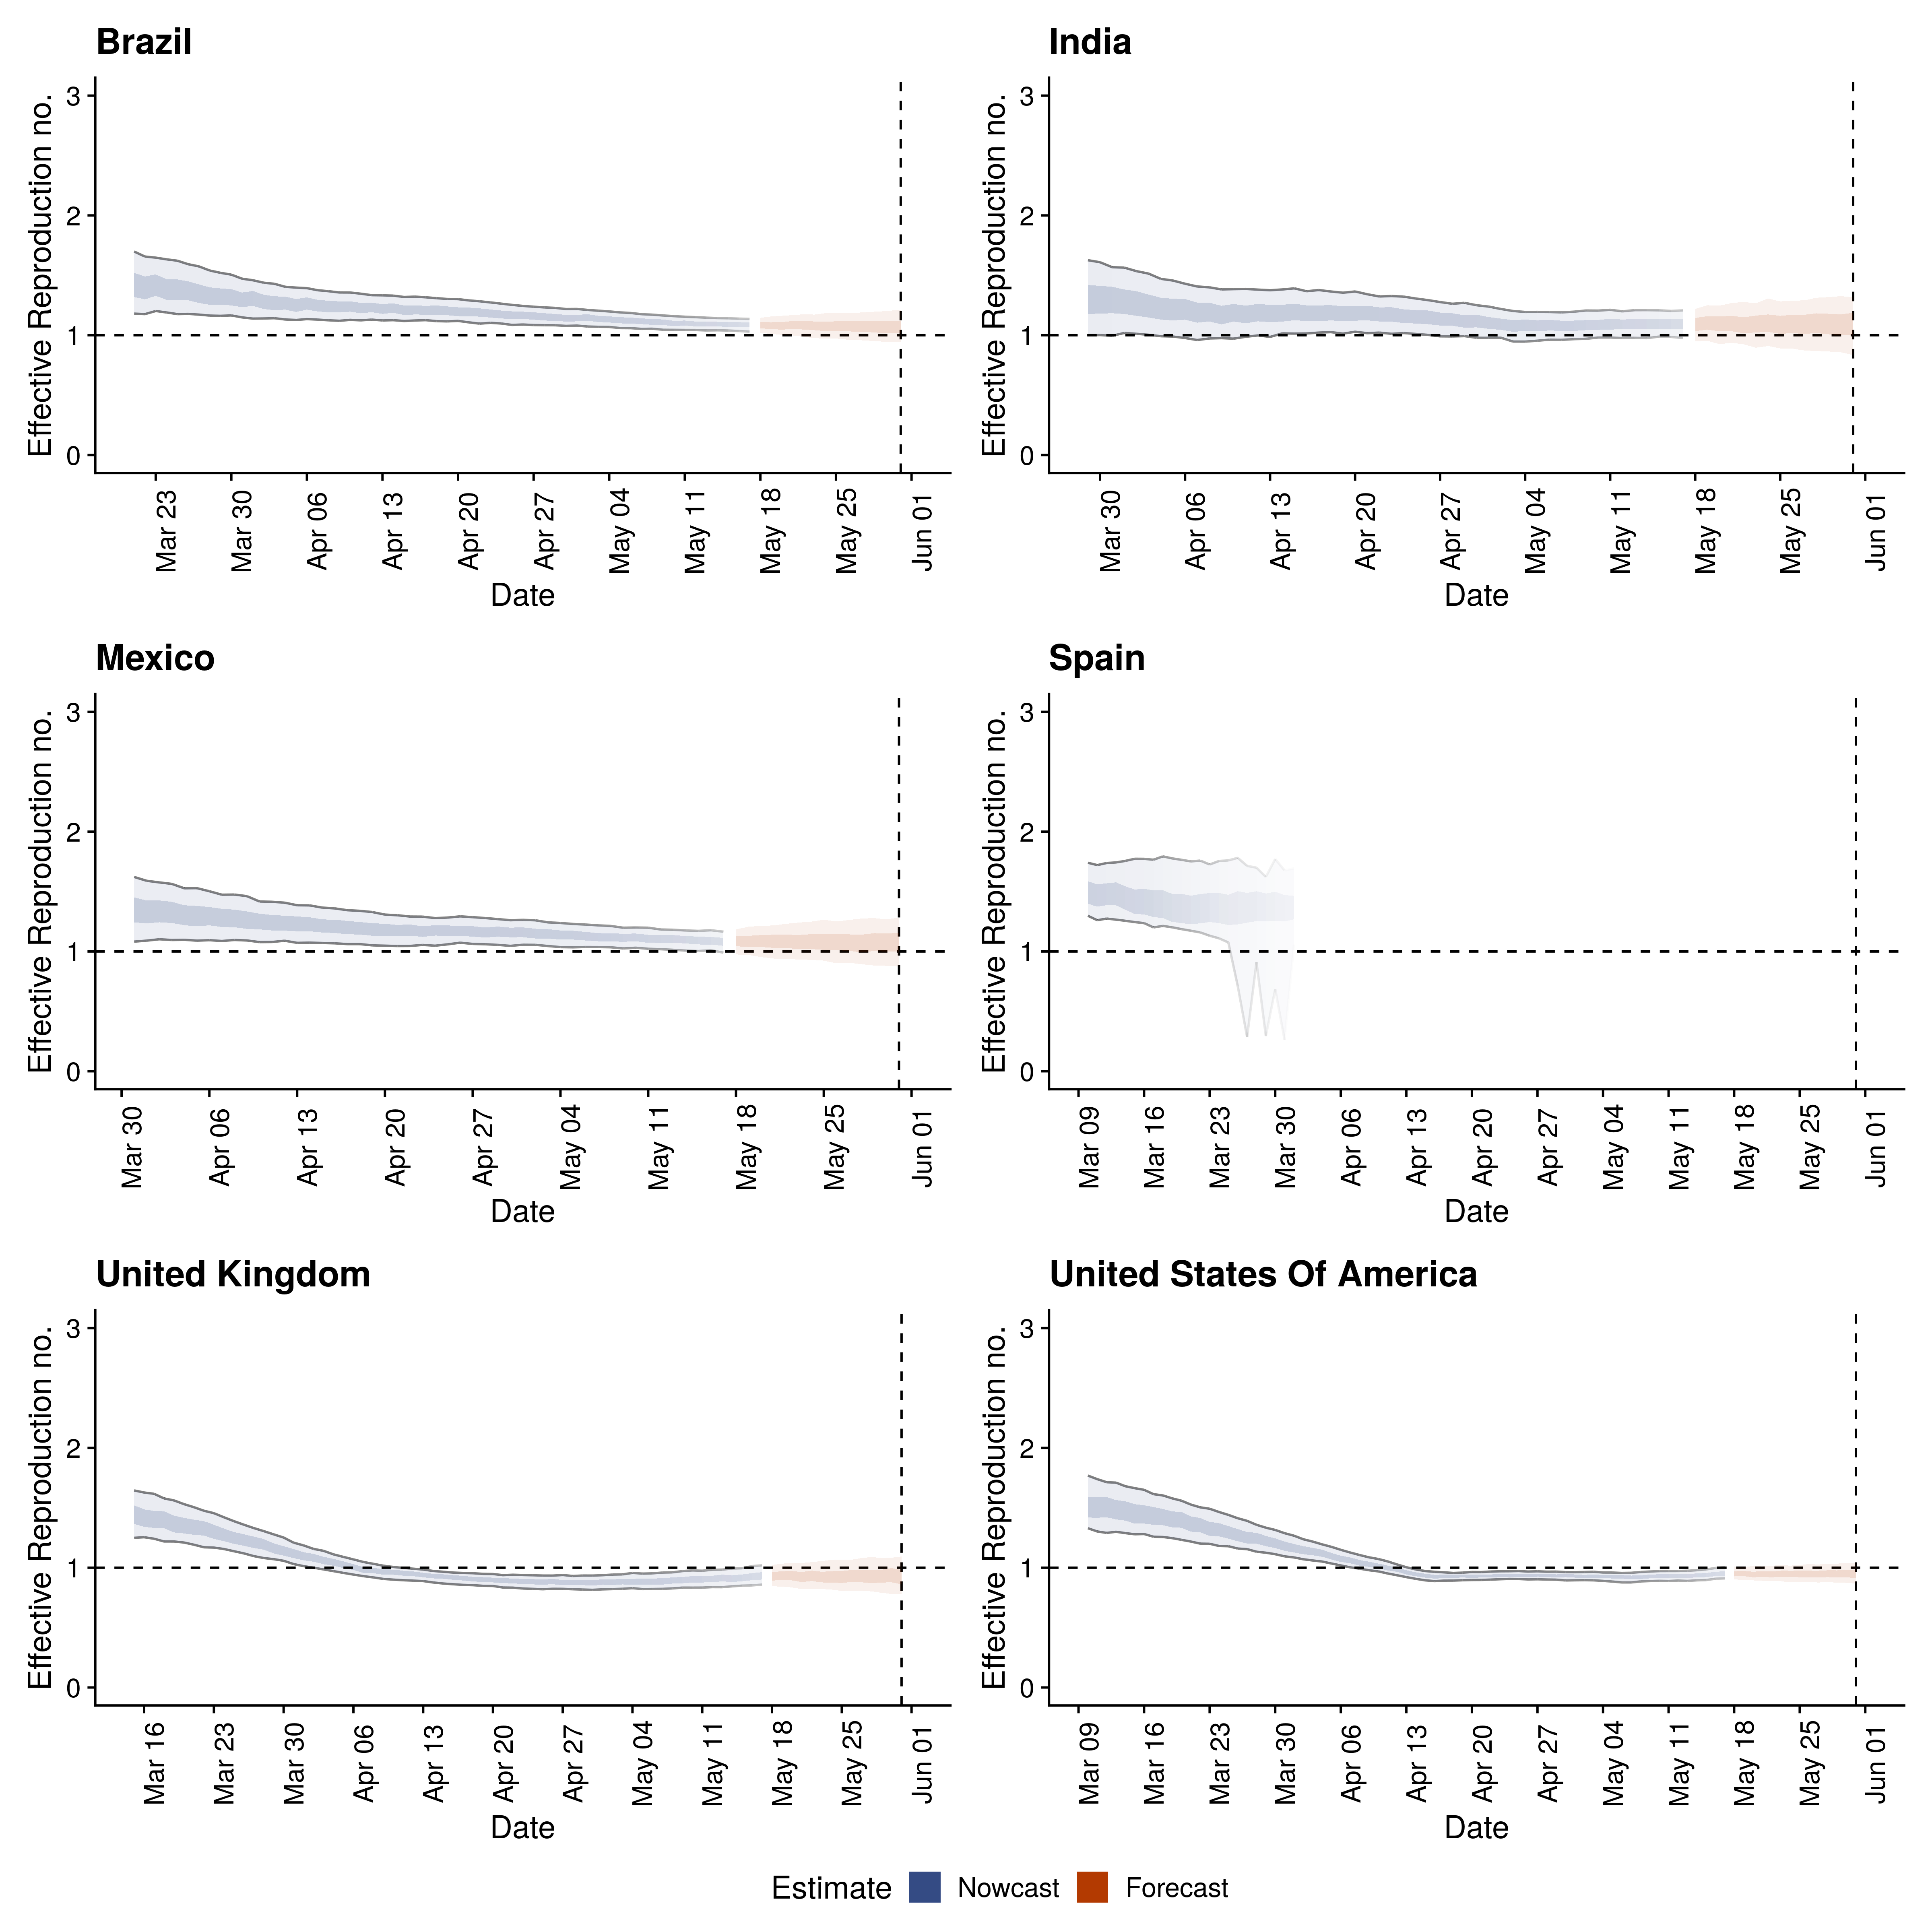 Brazil
Effective Reproduction no.
3
2
1
0
Mar 23
Mar 30
Apr 06
Apr 13
Apr 20
Apr 27
May 04
May 11
May 18
May 25
Jun 01
Date
India
Effective Reproduction no.
3
2
1
0
Mar 30
Apr 06
Apr 13
Apr 20
Apr 27
May 04
May 11
May 18
May 25
Jun 01
Date
Mexico
Effective Reproduction no.
3
2
1
0
Mar 30
Apr 06
Apr 13
Apr 20
Apr 27
May 04
May 11
May 18
May 25
Jun 01
Date
Spain
Effective Reproduction no.
3
2
1
0
Mar 09
Mar 16
Mar 23
Mar 30
Apr 06
Apr 13
Apr 20
Apr 27
May 04
May 11
May 18
May 25
Jun 01
Date
United Kingdom
Effective Reproduction no.
3
2
1
0
Mar 16
Mar 23
Mar 30
Apr 06
Apr 13
Apr 20
Apr 27
May 04
May 11
May 18
May 25
Jun 01
Date
United States Of America
Effective Reproduction no.
3
2
1
0
Mar 09
Mar 16
Mar 23
Mar 30
Apr 06
Apr 13
Apr 20
Apr 27
May 04
May 11
May 18
May 25
Jun 01
Date
Estimate Nowcast Forecast